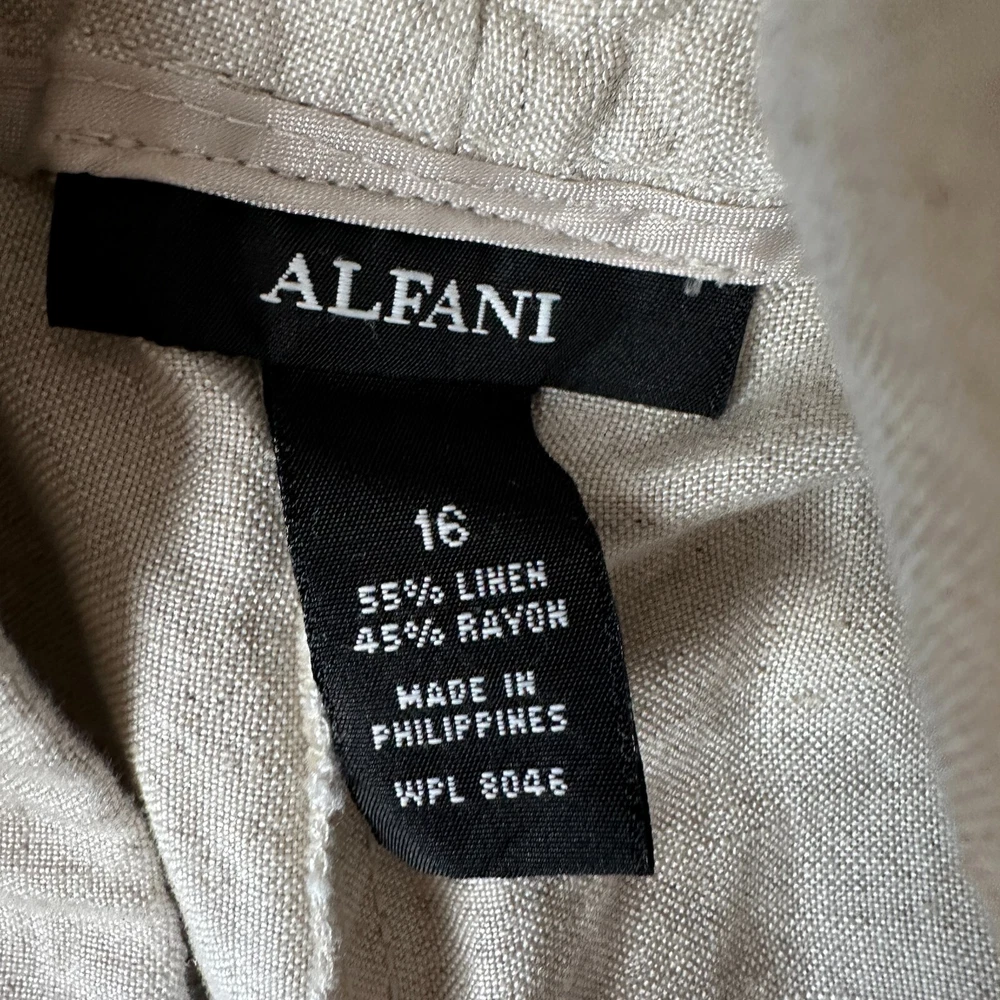 ALFANI
16
55% LINEN
45% RAYON
MADE IN
PHILIPPINES
WPL 8046